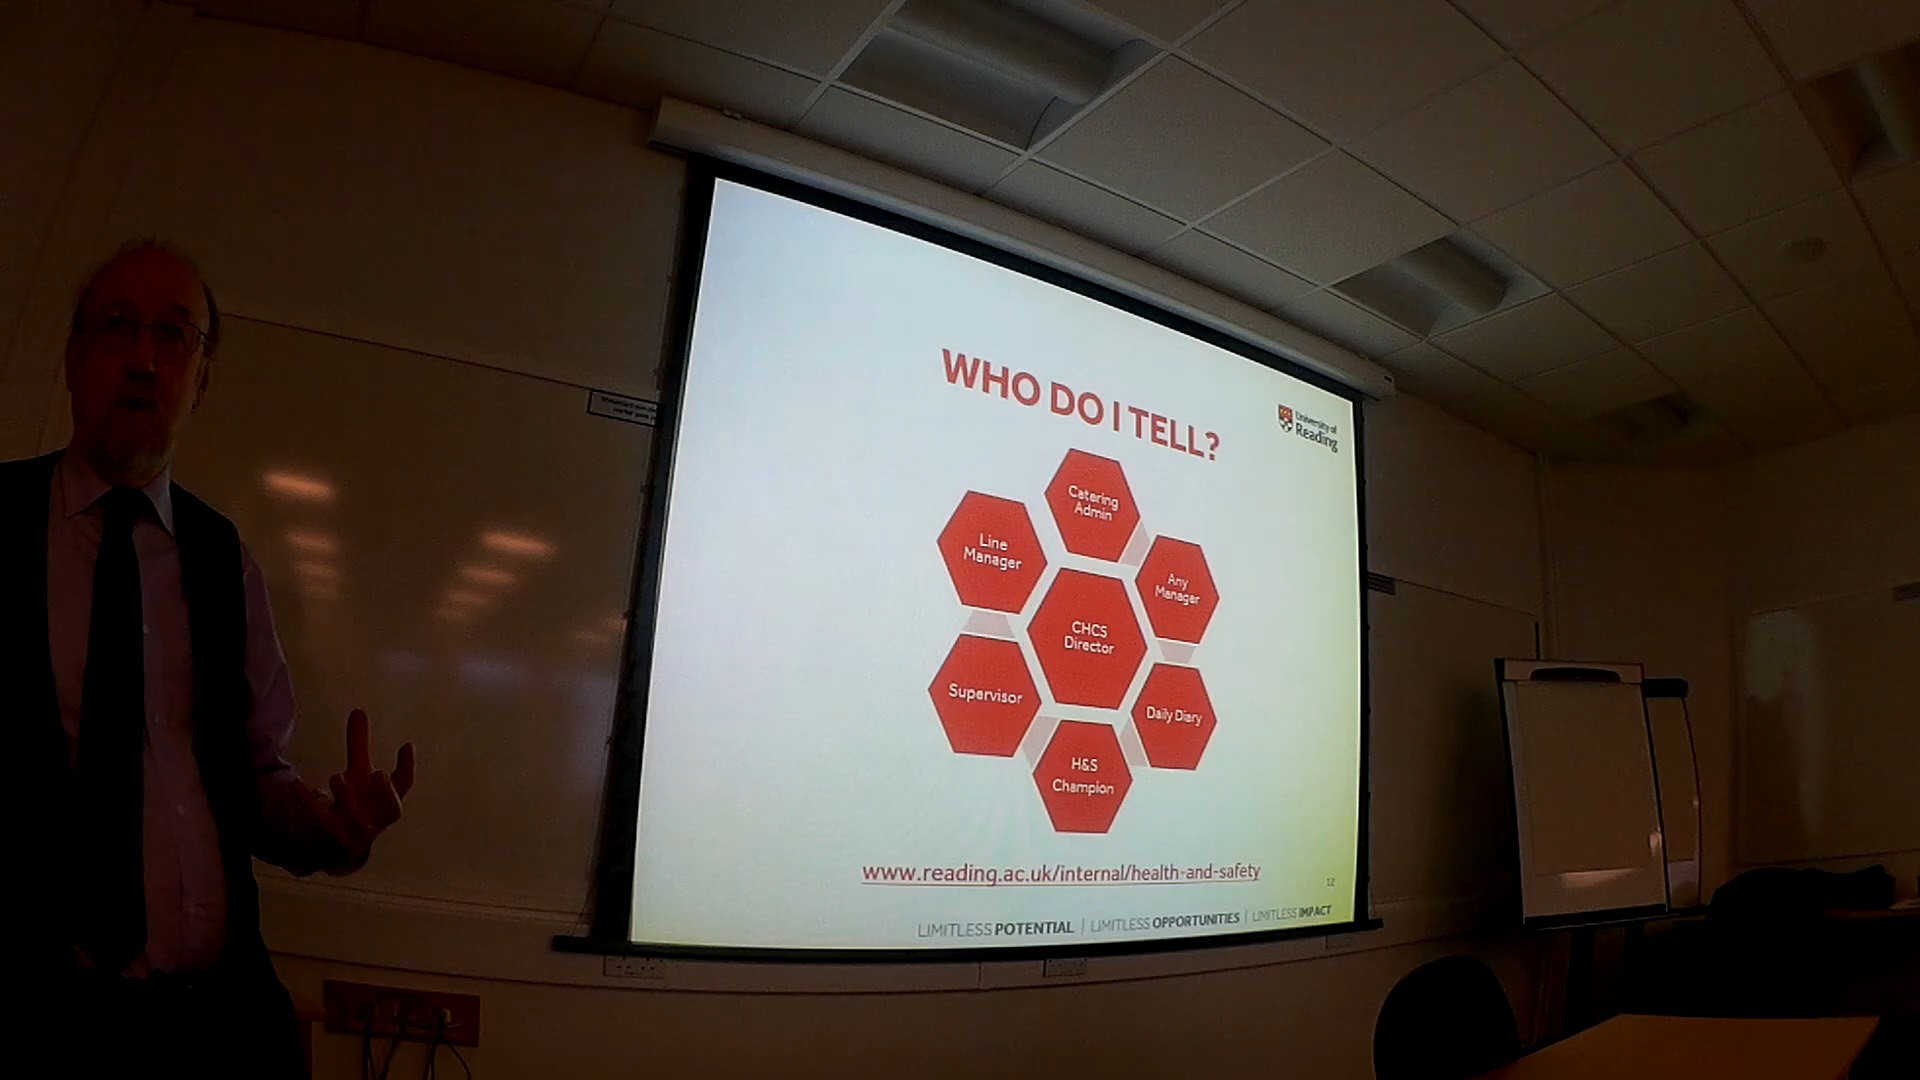 WHO DO I TELL?
University of
Reading
Catering
Admin
Line
Manager
Any
Manager
CHCS
Director
Supervisor
Daily Diary
H&S
Champion
www.reading.ac.uk/internal/health-and-safety
12
LIMITLESS POTENTIAL | LIMITLESS OPPORTUNITIES | LIMITLESS IMPACT